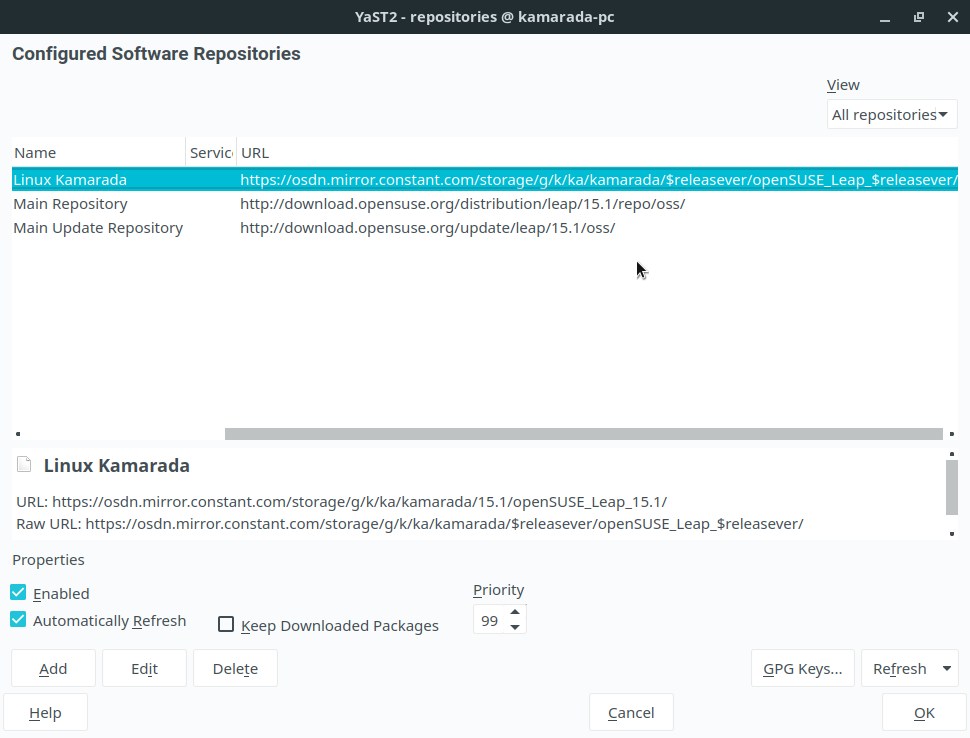 YaST2 - repositories @ kamarada-pc
Configured Software Repositories
View
All repositories
Name Servic URL
Linux Kamarada https://osdn.mirror.constant.com/storage/g/k/ka/kamarada/$releasever/openSUSE_Leap_$releasever/
Main Repository http://download.opensuse.org/distribution/leap/15.1/repo/oss/
Main Update Repository http://download.opensuse.org/update/leap/15.1/oss/
Linux Kamarada
URL: https://osdn.mirror.constant.com/storage/g/k/ka/kamarada/15.1/openSUSE_Leap_15.1/
Raw URL: https://osdn.mirror.constant.com/storage/g/k/ka/kamarada/$releasever/openSUSE_Leap_$releasever/
Properties
Enabled
Priority
Automatically Refresh
Keep Downloaded Packages
99
Add Edit Delete GPG Keys... Refresh
Help Cancel OK